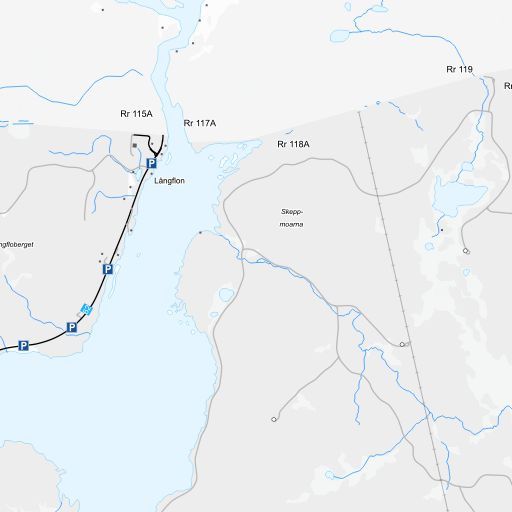 Rr 119
Rr 115A
Rr 117A
Rr 118A
P
Långflon
Skepp-
moarna
P
P
P